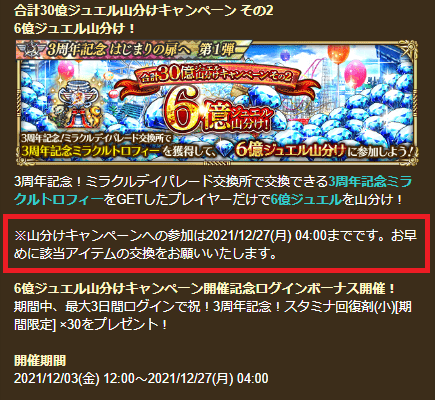 合計30億ジュエル山分けキャンペーン その2
6億ジュエル山分け！
3周年記念 はじまりの扉へ 第1弾
合計30億ジュエル山分けキャンペーンその2
6億ジュエル山分け!
3周年記念！ミラクルデイパレード交換所で
3周年記念ミラクルトロフィーを獲得して、6億ジュエル山分けに参加しよう!
3周年記念！ミラクルデイパレード交換所で交換できる3周年記念ミラ
クルトロフィーをGETしたプレイヤーだけで6億ジュエルを山分け！
※山分けキャンペーンへの参加は2021/12/27(月) 04:00までです。お早
めに該当アイテムの交換をお願いいたします。
6億ジュエル山分けキャンペーン開催記念ログインボーナス開催！
期間中、最大3日間ログインで祝！3周年記念！スタミナ回復剤(小)[期
間限定] ×30をプレゼント！
開催期間
2021/12/03(金) 12:00～2021/12/27(月) 04:00